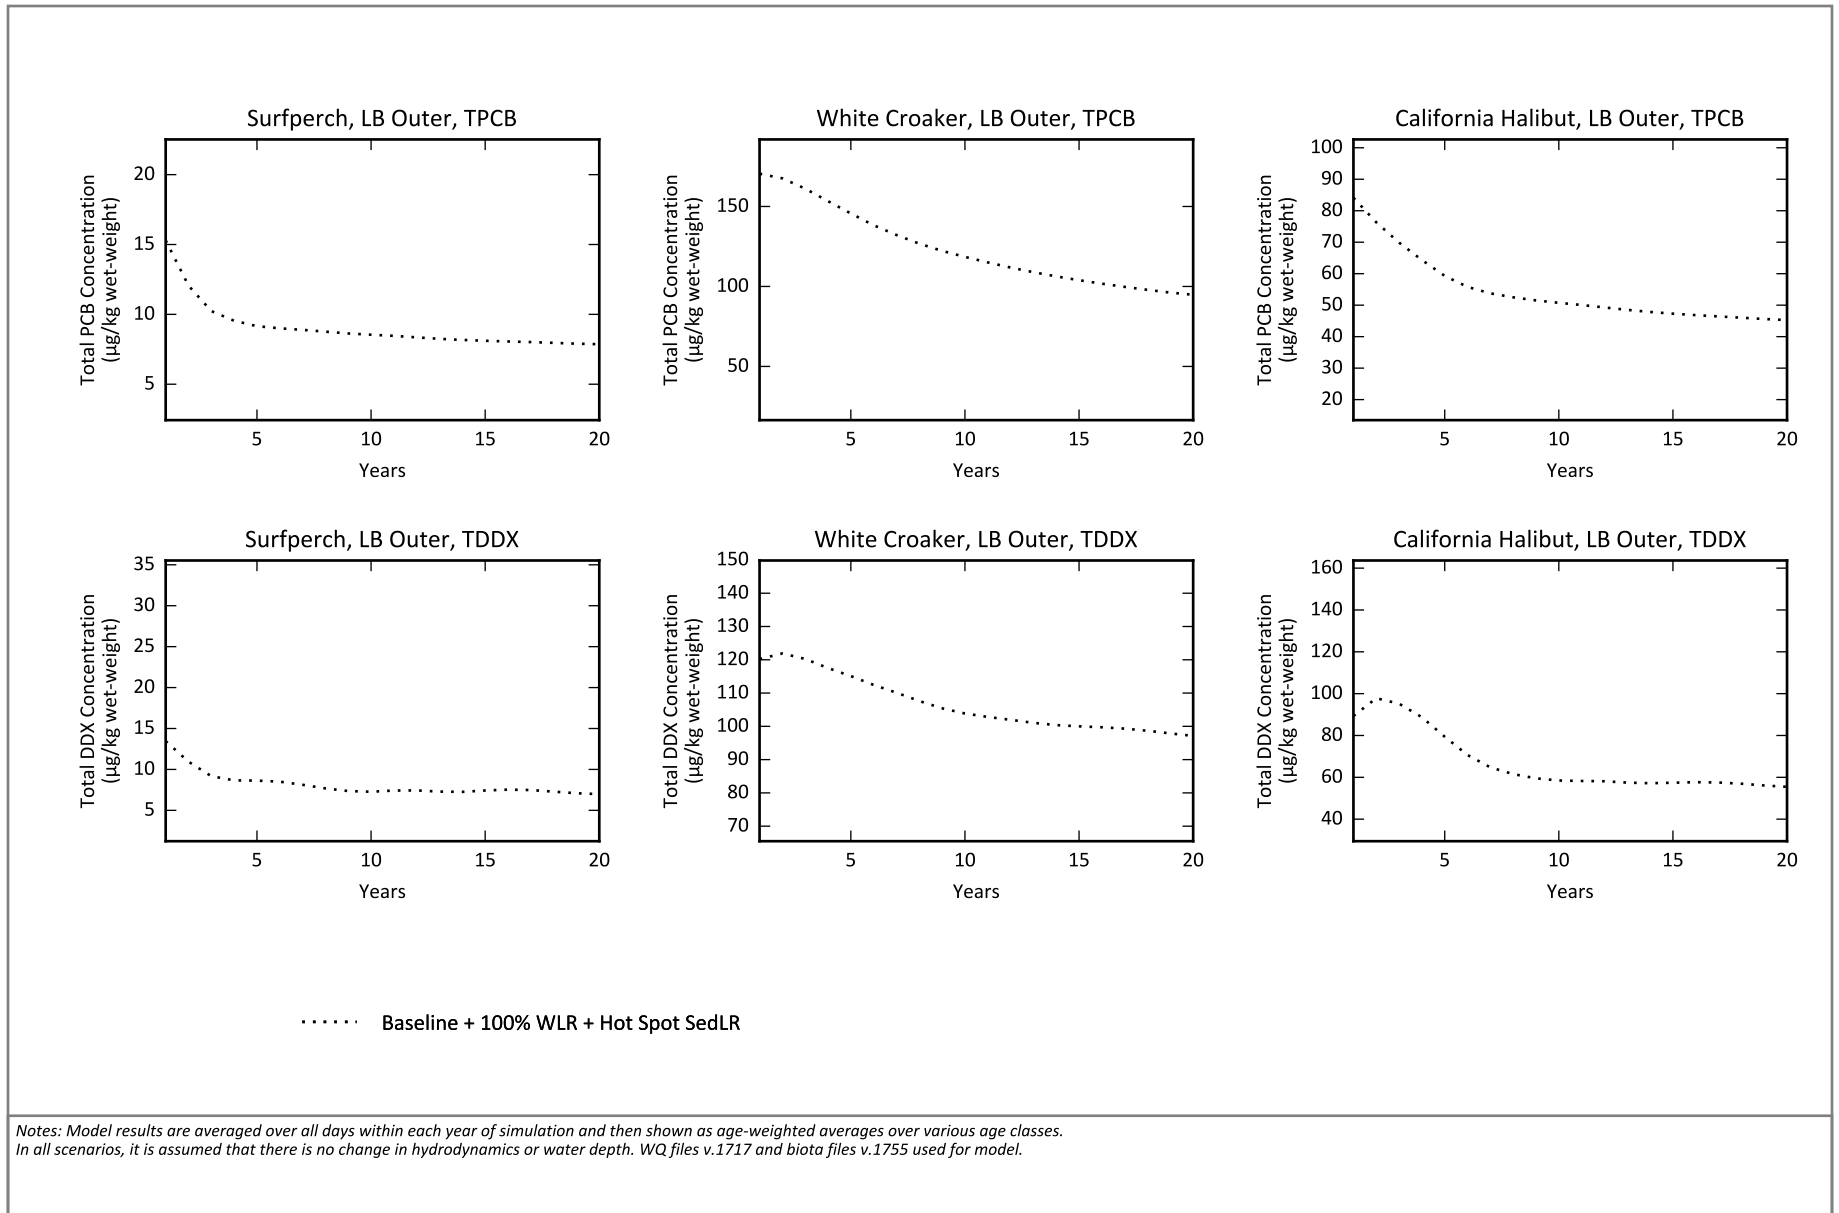 Surfperch, LB Outer, TPCB
Total PCB Concentration
(µg/kg wet-weight)
20
15
10
5
5 10 15 20
Years
White Croaker, LB Outer, TPCB
Total PCB Concentration
(µg/kg wet-weight)
150
100
50
5 10 15 20
Years
California Halibut, LB Outer, TPCB
Total PCB Concentration
(µg/kg wet-weight)
100
90
80
70
60
50
40
30
20
5 10 15 20
Years
Surfperch, LB Outer, TDDX
Total DDX Concentration
(µg/kg wet-weight)
35
30
25
20
15
10
5
5 10 15 20
Years
White Croaker, LB Outer, TDDX
Total DDX Concentration
(µg/kg wet-weight)
150
140
130
120
110
100
90
80
70
5 10 15 20
Years
California Halibut, LB Outer, TDDX
Total DDX Concentration
(µg/kg wet-weight)
160
140
120
100
80
60
40
5 10 15 20
Years
Baseline + 100% WLR + Hot Spot SedLR
Notes: Model results are averaged over all days within each year of simulation and then shown as age-weighted averages over various age classes.
In all scenarios, it is assumed that there is no change in hydrodynamics or water depth. WQ files v.1717 and biota files v.1755 used for model.